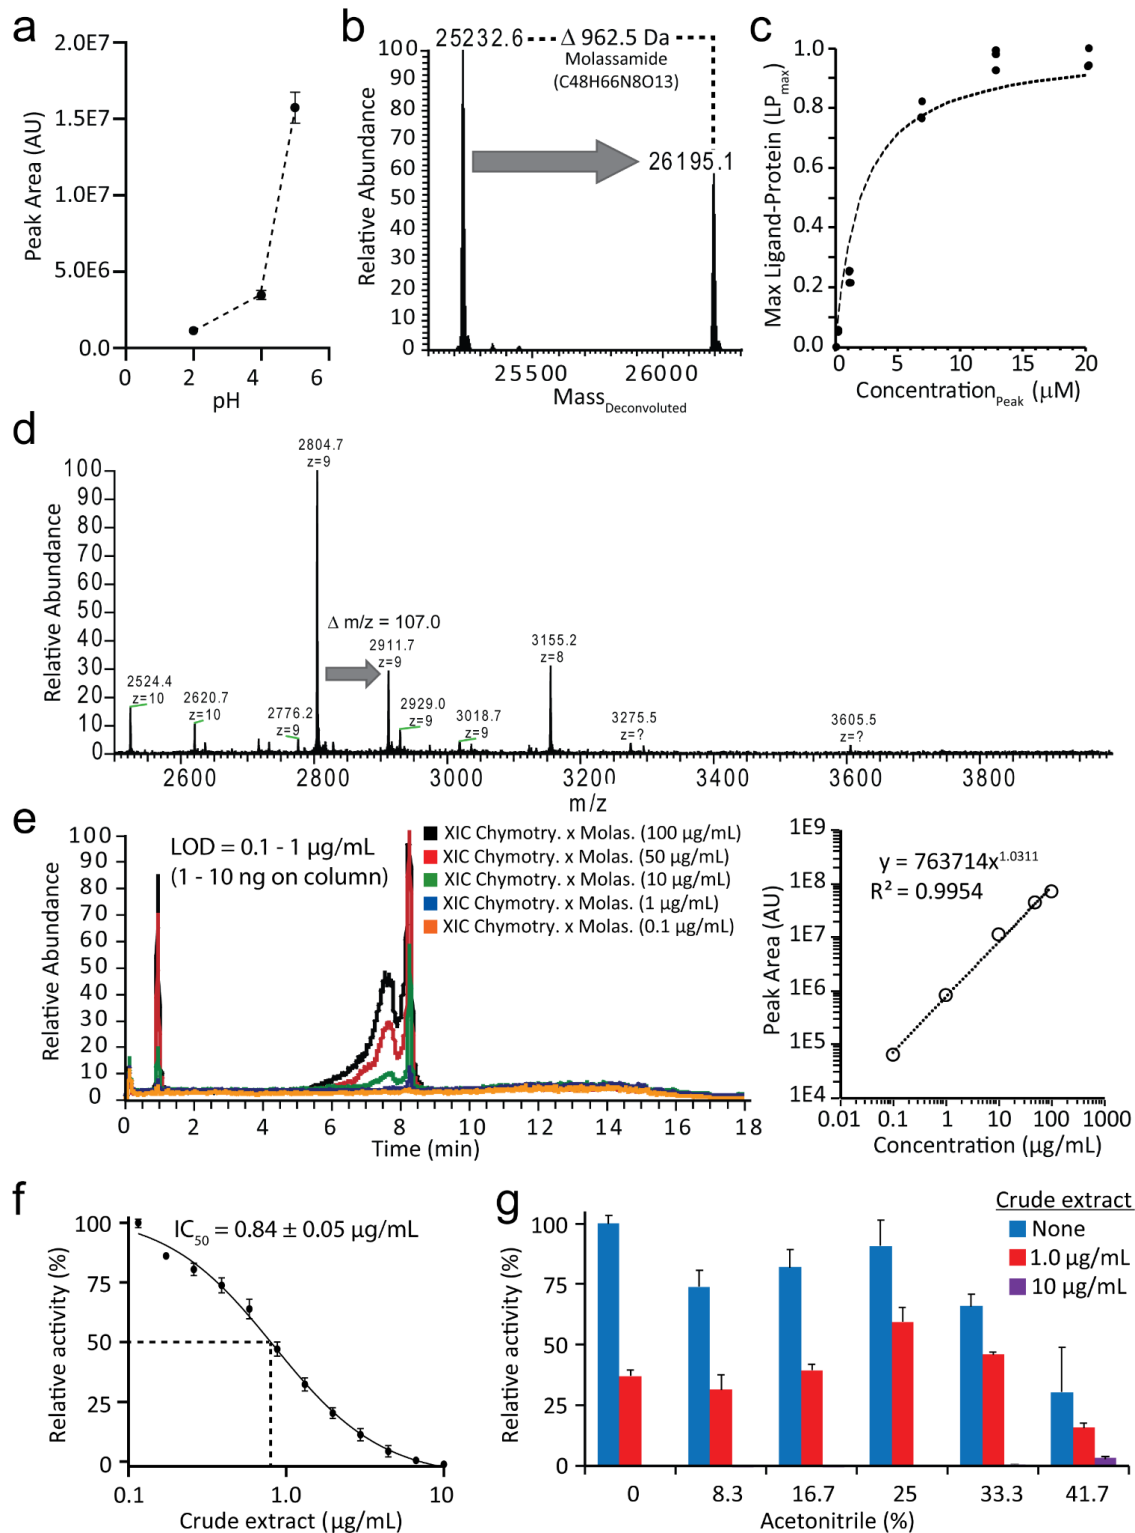 a
2.0E7
1.5E7
1.0E7
5.0E6
0.0
Peak Area (AU)
0 2 4 6
pH
b
25232.6 Δ 962.5 Da
Molassamide
(C48H66N8O13)
26195.1
100
90
80
70
60
50
40
30
20
10
0
Relative Abundance
25500 26000
Mass Deconvoluted
c
1.0
0.8
0.6
0.4
0.2
0.0
Max Ligand-Protein (LPmax)
0 5 10 15 20
Concentration Peak (µM)
d
100
90
80
70
60
50
40
30
20
10
0
Relative Abundance
2804.7
z=9
Δ m/z = 107.0
2911.7
z=9
3155.2
z=8
2524.4
z=10
2620.7
z=10
2776.2
z=9
2929.0
z=9
3018.7
z=9
3275.5
z=?
3605.5
z=?
2600 2800 3000 3200 3400 3600 3800
m/z
e
100
90
80
70
60
50
40
30
20
10
0
Relative Abundance
LOD = 0.1 - 1 µg/mL
(1 - 10 ng on column)
XIC Chymotry. x Molas. (100 µg/mL)
XIC Chymotry. x Molas. (50 µg/mL)
XIC Chymotry. x Molas. (10 µg/mL)
XIC Chymotry. x Molas. (1 µg/mL)
XIC Chymotry. x Molas. (0.1 µg/mL)
0 2 4 6 8 10 12 14 16 18
Time (min)
1E9
1E8
1E7
1E6
1E5
1E4
Peak Area (AU)
y = 763714x^1.0311
R² = 0.9954
0.01 0.1 1 10 100 1000
Concentration (µg/mL)
f
100
75
50
25
0
Relative activity (%)
IC50 = 0.84 ± 0.05 µg/mL
0.1 1.0 10
Crude extract (µg/mL)
g
100
75
50
25
0
Relative activity (%)
Crude extract
None
1.0 µg/mL
10 µg/mL
0 8.3 16.7 25 33.3 41.7
Acetonitrile (%)